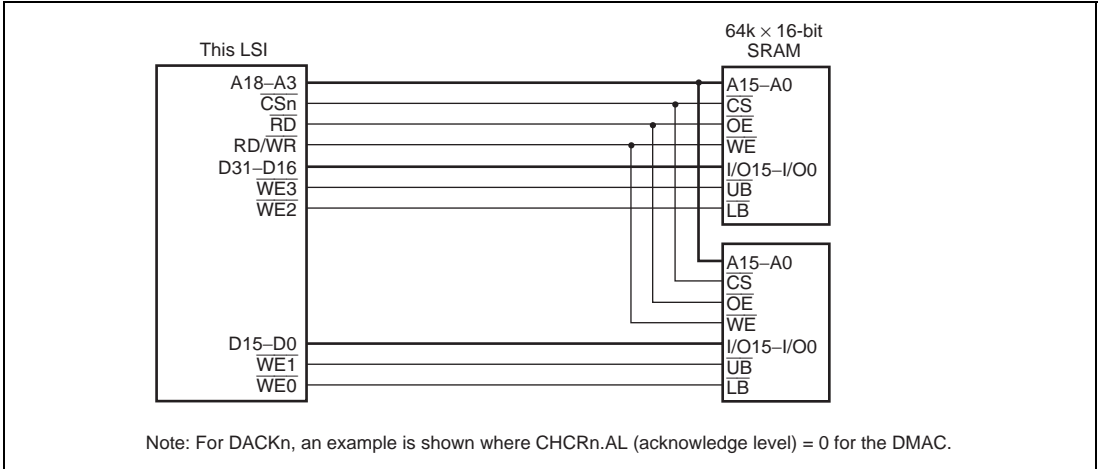 64k × 16-bit
SRAM
This LSI
A18–A3
CSn
RD
RD/WR
D31–D16
WE3
WE2
D15–D0
WE1
WE0
A15–A0
CS
OE
WE
I/O15–I/O0
UB
LB
A15–A0
CS
OE
WE
I/O15–I/O0
UB
LB
Note: For DACKn, an example is shown where CHCRn.AL (acknowledge level) = 0 for the DMAC.